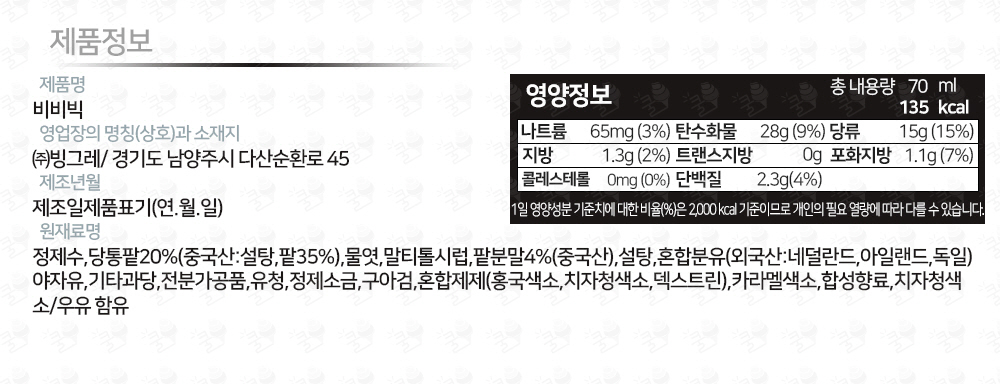 제품정보
제품명
비비빅
영업장의 명칭(상호)과 소재지
㈜빙그레/ 경기도 남양주시 다산순환로 45
제조년월
제조일제품표기(연.월.일)
원재료명
정제수,당통팥20%(중국산:설탕,팥35%),물엿,말티톨시럽,팥분말4%(중국산),설탕,혼합분유(외국산:네덜란드,아일랜드,독일)
야자유,기타과당,전분가공품,유청,정제소금,구아검,혼합제제(홍국색소,치자청색소,덱스트린),카라멜색소,합성향료,치자청색
소/우유 함유
영양정보
총 내용량 70 ml
135 kcal
나트륨 65mg (3%) 탄수화물 28g (9%) 당류 15g (15%)
지방 1.3g (2%) 트랜스지방 0g 포화지방 1.1g (7%)
콜레스테롤 0mg (0%) 단백질 2.3g(4%)
1일 영양성분 기준치에 대한 비율(%)은 2,000 kcal 기준이므로 개인의 필요 열량에 따라 다를 수 있습니다.